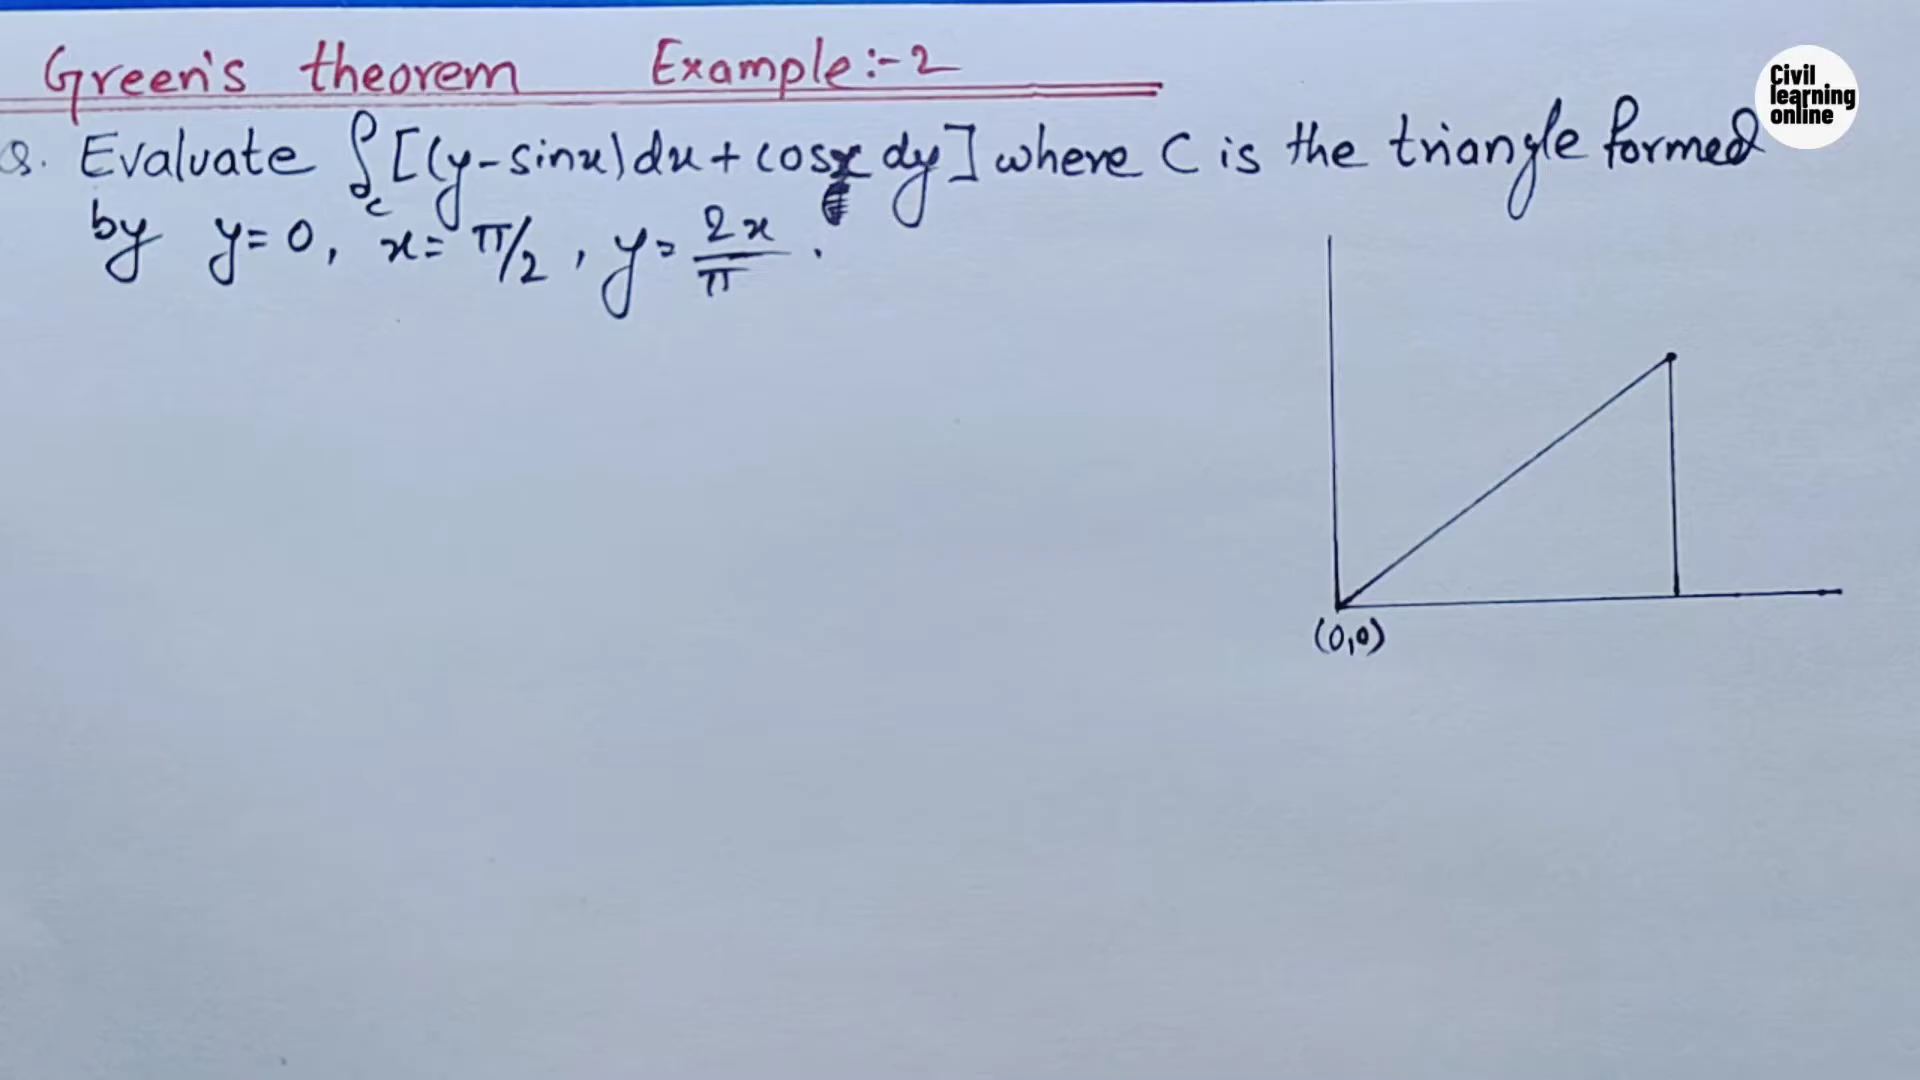 Green's theorem Example:-2
Q. Evaluate ∫c [(y-sinx)dx + cosx dy] where C is the triangle formed
by y=0, x=π/2, y=2x/π.
(0,0)
Civil
learning
online